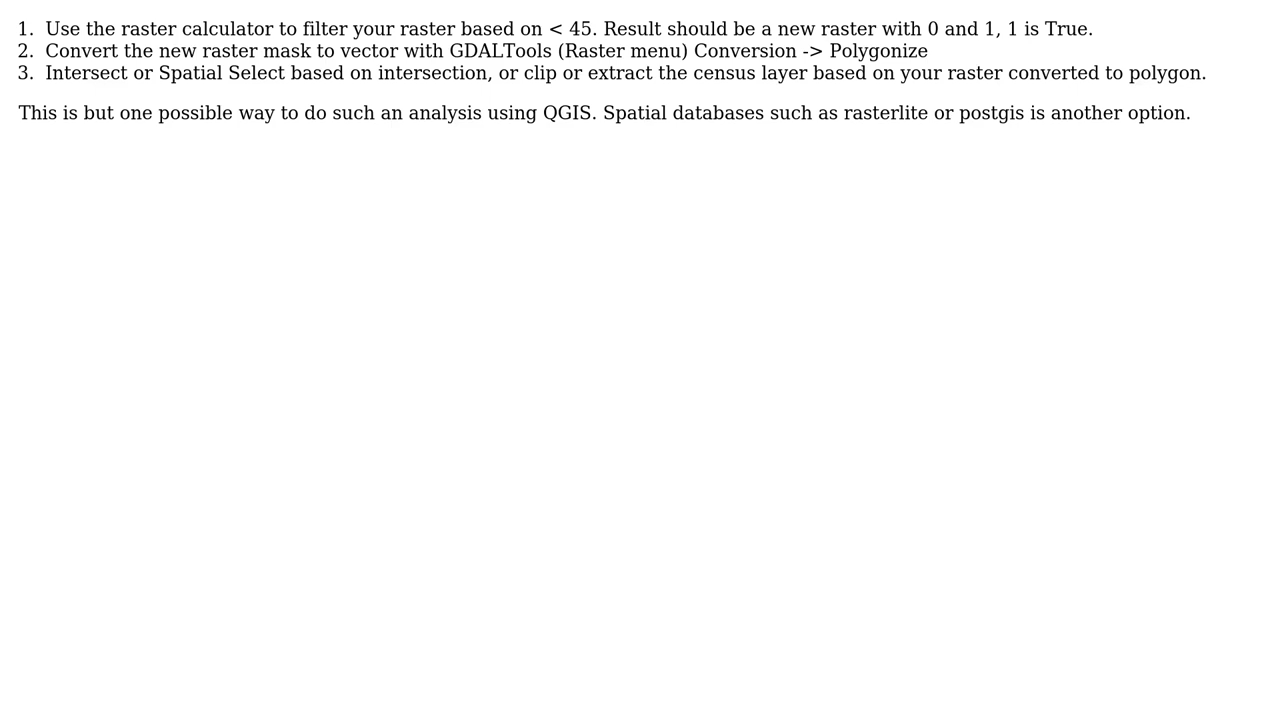 1. Use the raster calculator to filter your raster based on < 45. Result should be a new raster with 0 and 1, 1 is True.
2. Convert the new raster mask to vector with GDALTools (Raster menu) Conversion -> Polygonize
3. Intersect or Spatial Select based on intersection, or clip or extract the census layer based on your raster converted to polygon.
This is but one possible way to do such an analysis using QGIS. Spatial databases such as rasterlite or postgis is another option.